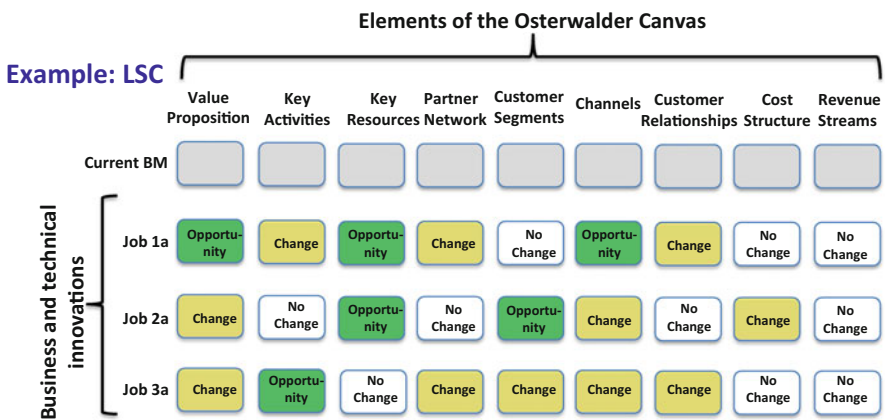 Elements of the Osterwalder Canvas
Example: LSC
Value Proposition
Key Activities
Key Resources
Partner Network
Customer Segments
Channels
Customer Relationships
Cost Structure
Revenue Streams
Current BM
Business and technical innovations
Job 1a
Opportu-
nity
Change
Opportu-
nity
Change
No
Change
Opportu-
nity
Change
No
Change
No
Change
Job 2a
Change
No
Change
Opportu-
nity
No
Change
Opportu-
nity
Change
No
Change
Change
No
Change
Job 3a
Change
Opportu-
nity
No
Change
Change
Change
Change
Change
No
Change
No
Change